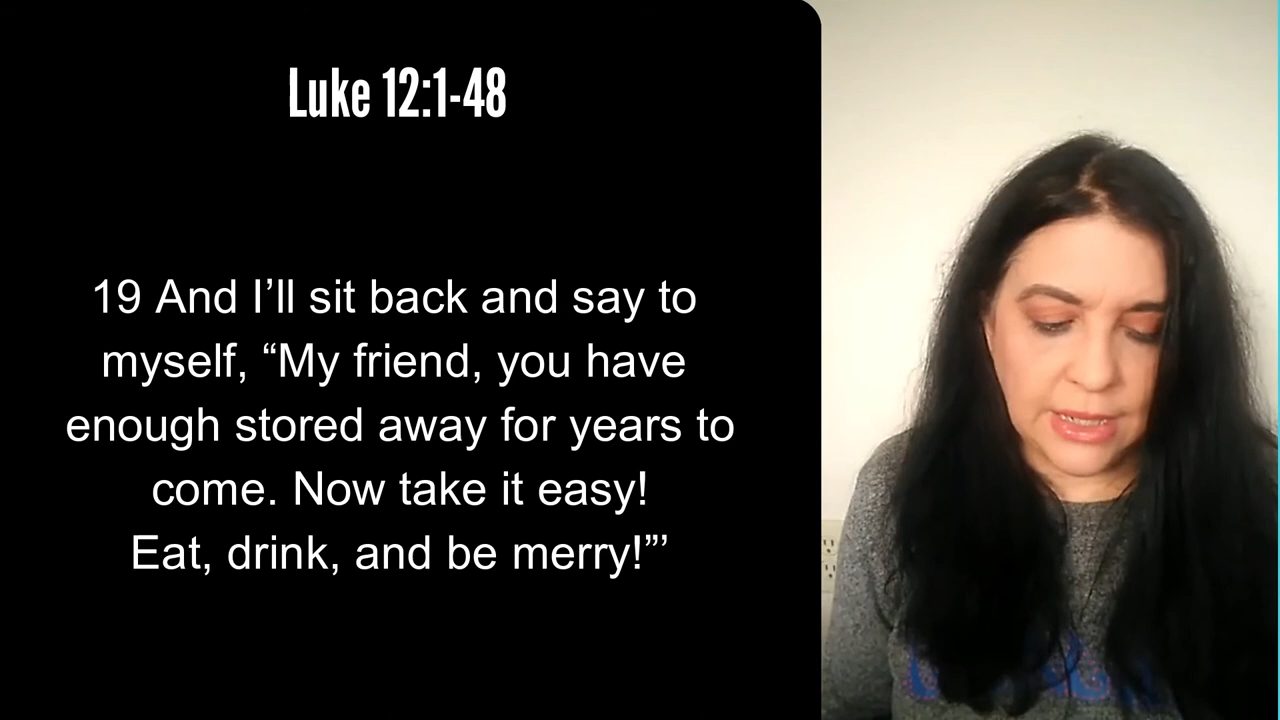 Luke 12:1-48
19 And I’ll sit back and say to
myself, “My friend, you have
enough stored away for years to
come. Now take it easy!
Eat, drink, and be merry!”’